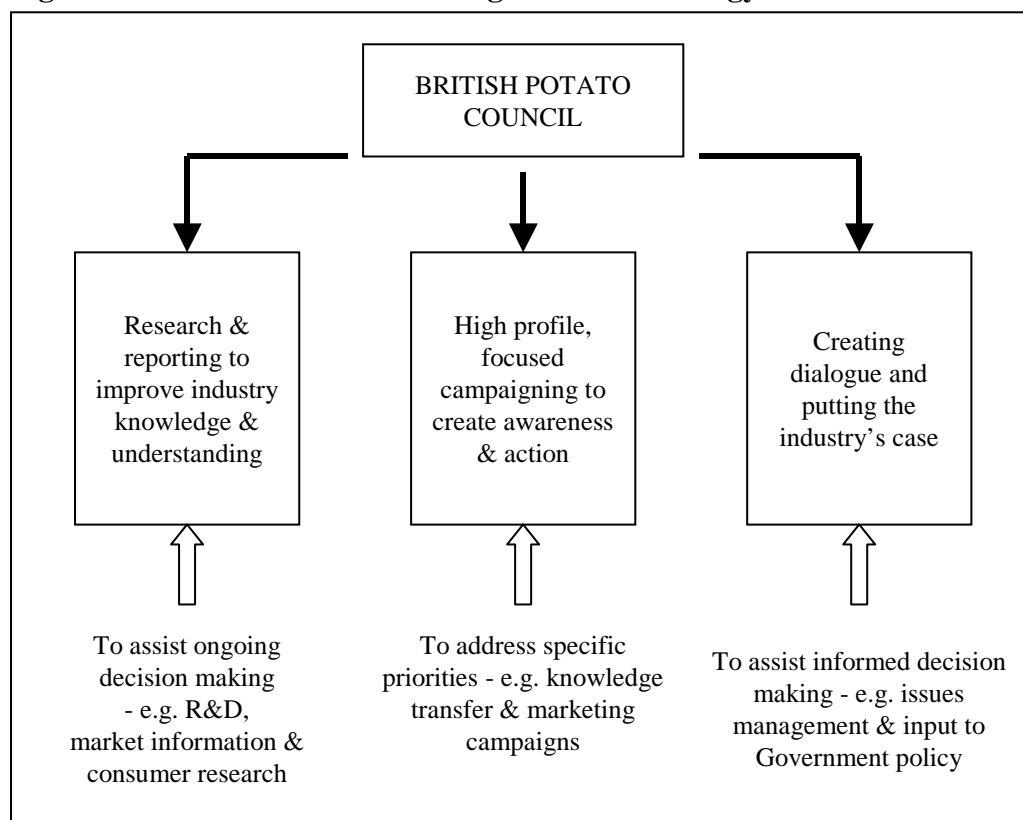 BRITISH POTATO
COUNCIL
Research &
reporting to
improve industry
knowledge &
understanding
High profile,
focused
campaigning to
create awareness
& action
Creating
dialogue and
putting the
industry’s case
To assist ongoing
decision making
- e.g. R&D,
market information &
consumer research
To address specific
priorities - e.g. knowledge
transfer & marketing
campaigns
To assist informed decision
making - e.g. issues
management & input to
Government policy